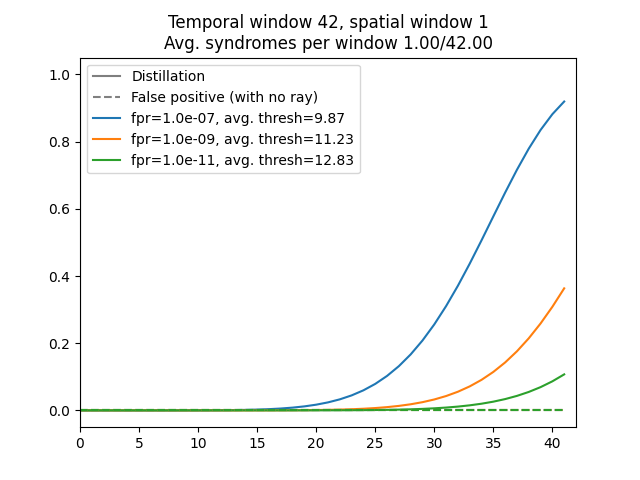 Temporal window 42, spatial window 1
Avg. syndromes per window 1.00/42.00
1.0
0.8
0.6
0.4
0.2
0.0
Distillation
False positive (with no ray)
fpr=1.0e-07, avg. thresh=9.87
fpr=1.0e-09, avg. thresh=11.23
fpr=1.0e-11, avg. thresh=12.83
0 5 10 15 20 25 30 35 40